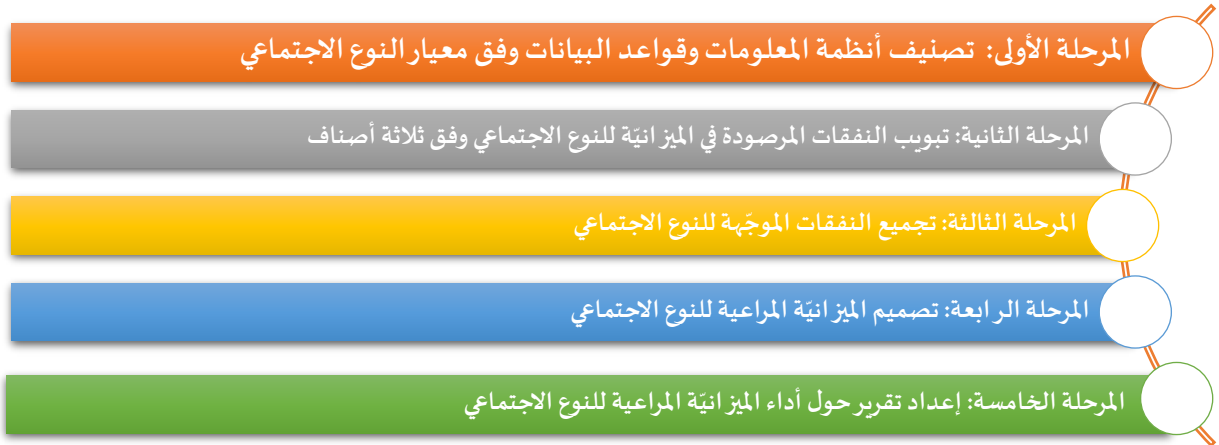 المرحلة الأولى: تصنيف أنظمة المعلومات وقواعد البيانات وفق معيار النوع الاجتماعي
المرحلة الثانية: تبويب النفقات المرصودة في الميزانيّة للنوع الاجتماعي وفق ثلاثة أصناف
المرحلة الثالثة: تجميع النفقات الموجّهة للنوع الاجتماعي
المرحلة الرابعة: تصميم الميزانيّة المراعية للنوع الاجتماعي
المرحلة الخامسة: إعداد تقرير حول أداء الميزانيّة المراعية للنوع الاجتماعي